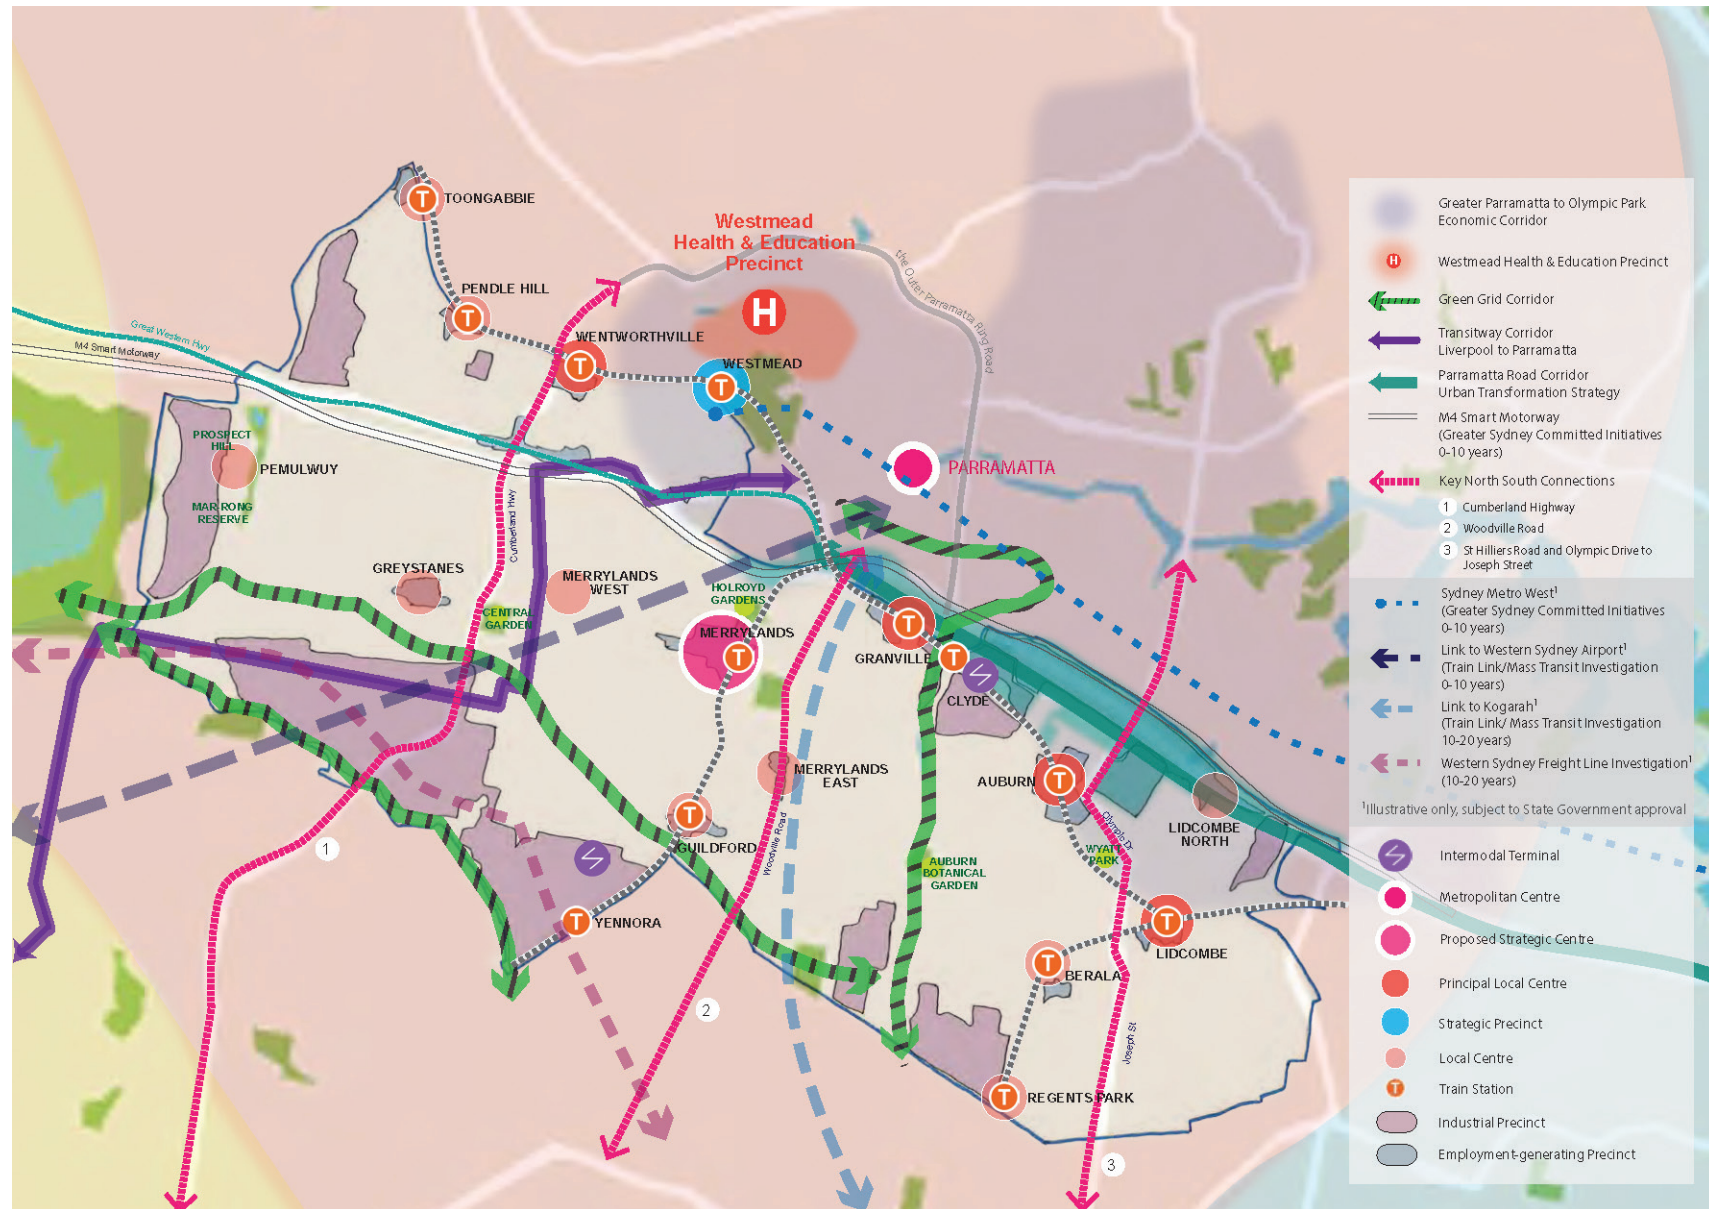 TOONGABBIE
Westmead
Health & Education
Precinct
the Outer Parramatta Ring Road
PENDLE HILL
H
Great Western Hwy
M4 Smart Motorway
WENTWORTHVILLE
WESTMEAD
PROSPECT
HILL
PEMULWUY
PARRAMATTA
MARRONG
RESERVE
Cumberland Hwy
GREYSTANES
MERRYLANDS
WEST
HOLROYD
GARDENS
CENTRAL
GARDEN
MERRYLANDS
GRANVILLE
CLYDE
MERRYLANDS
EAST
AUBURN
Olympic Dr
LIDCOMBE
NORTH
1
GUILDFORD
Woodville Road
WYATT
PARK
AUBURN
BOTANICAL
GARDEN
YENNORA
LIDCOMBE
BERALA
2
Joseph St
REGENTS PARK
3
T
T
T
T
T
T
T
T
T
T
T
T
T
Greater Parramatta to Olympic Park
Economic Corridor
H
Westmead Health & Education Precinct
Green Grid Corridor
Transitway Corridor
Liverpool to Parramatta
Parramatta Road Corridor
Urban Transformation Strategy
M4 Smart Motorway
(Greater Sydney Committed Initiatives
0-10 years)
Key North South Connections
1 Cumberland Highway
2 Woodville Road
3 St Hilliers Road and Olympic Drive to
Joseph Street
Sydney Metro West¹
(Greater Sydney Committed Initiatives
0-10 years)
Link to Western Sydney Airport¹
(Train Link/Mass Transit Investigation
0-10 years)
Link to Kogarah¹
(Train Link/ Mass Transit Investigation
10-20 years)
Western Sydney Freight Line Investigation¹
(10-20 years)
¹Illustrative only, subject to State Government approval
Intermodal Terminal
Metropolitan Centre
Proposed Strategic Centre
Principal Local Centre
Strategic Precinct
Local Centre
T
Train Station
Industrial Precinct
Employment-generating Precinct